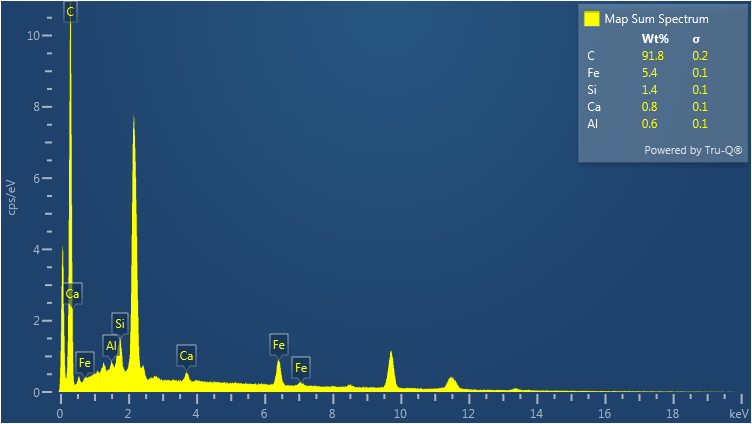 C
Map Sum Spectrum
Wt% σ
C 91.8 0.2
Fe 5.4 0.1
Si 1.4 0.1
Ca 0.8 0.1
Al 0.6 0.1
Powered by Tru-Q®
10
8
6
4
2
0
cps/eV
Ca
Fe
Al
Si
Ca
Fe
Fe
0 2 4 6 8 10 12 14 16 18 keV